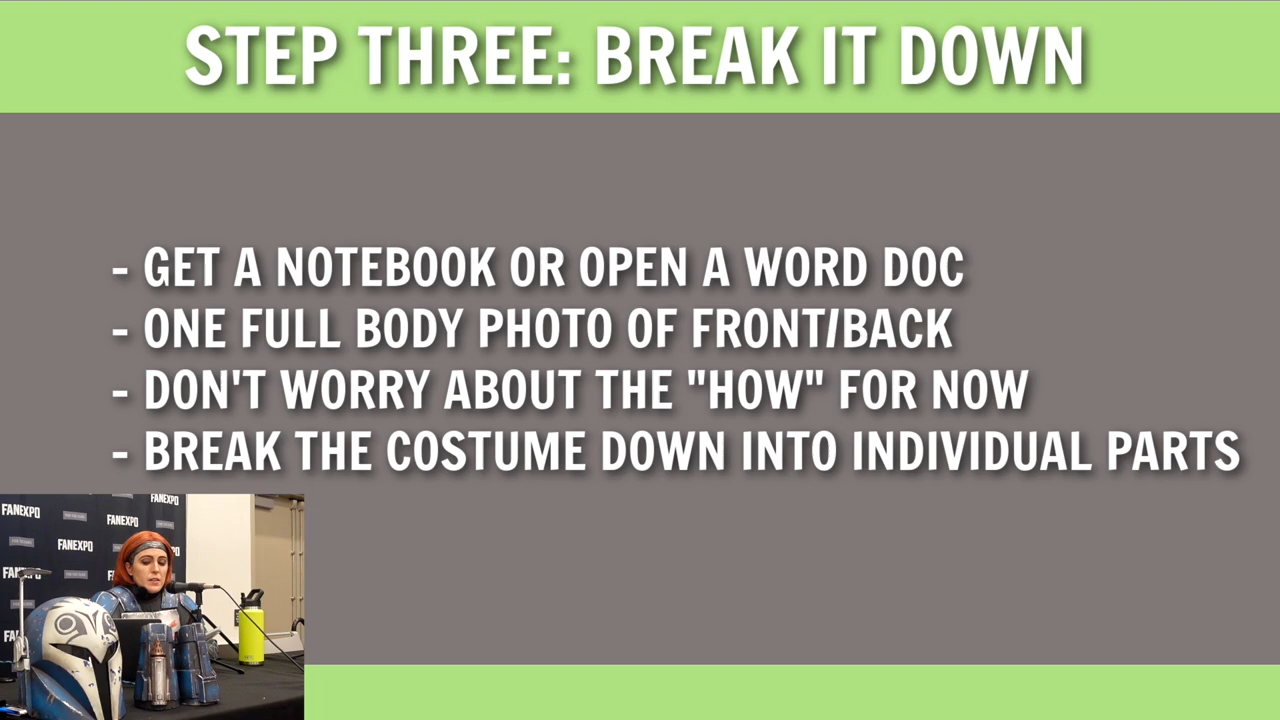 STEP THREE: BREAK IT DOWN
- GET A NOTEBOOK OR OPEN A WORD DOC
- ONE FULL BODY PHOTO OF FRONT/BACK
- DON'T WORRY ABOUT THE "HOW" FOR NOW
- BREAK THE COSTUME DOWN INTO INDIVIDUAL PARTS
FANEXPO
FANEXPO
FANEXPO
FANEXPO
FANEXPO